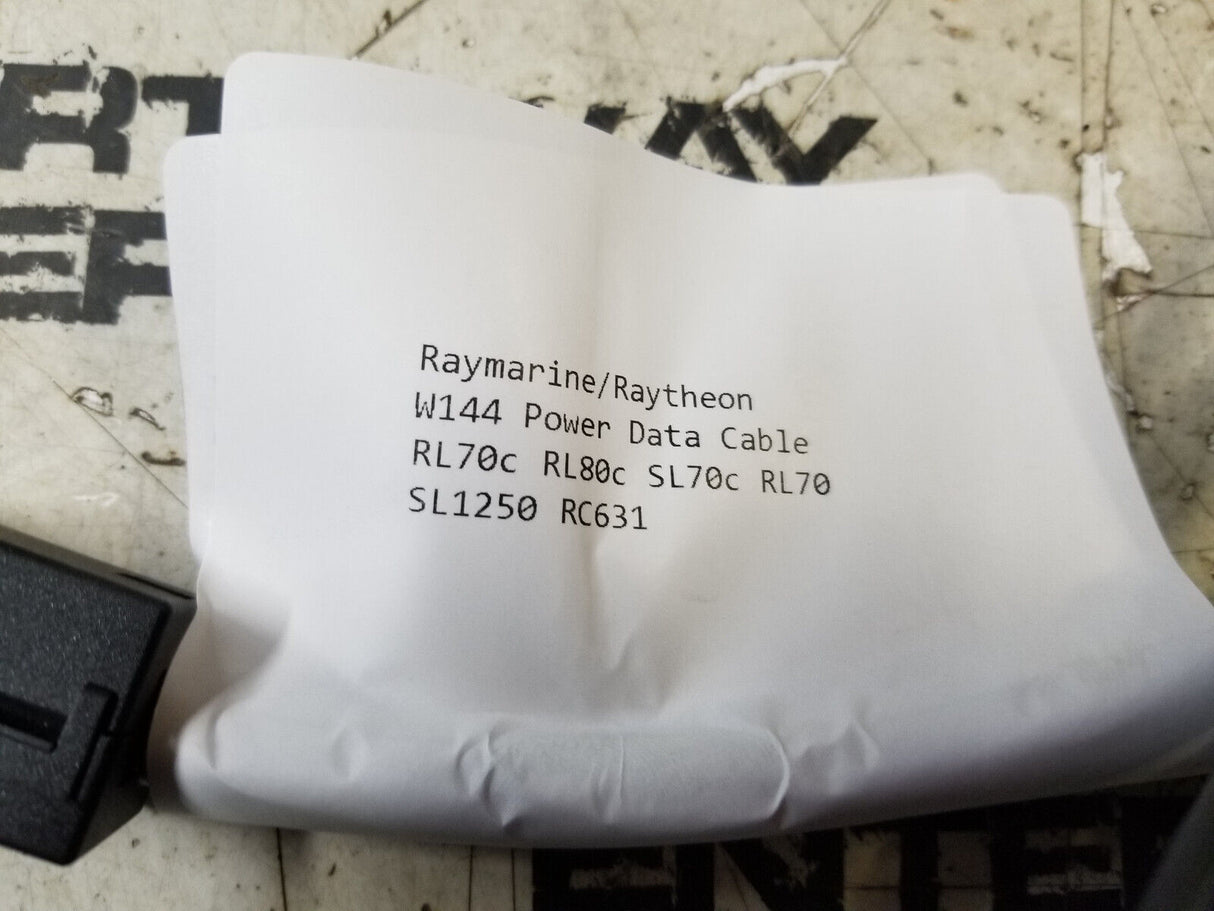 Raymarine/Raytheon
W144 Power Data Cable
RL70c RL80c SL70c RL70
SL1250 RC631